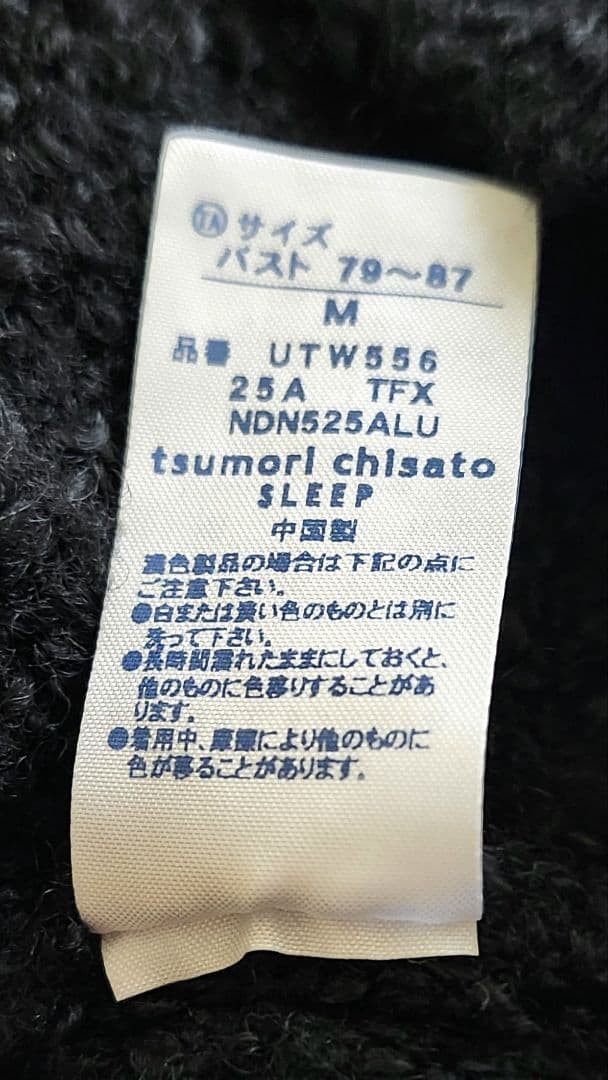 TA サイズ
バスト 79～87
M
品番 UTW556
25A TFX
NDN525ALU
tsumori chisato
SLEEP
中国製
濃色製品の場合は下記の点に
ご注意下さい。
●白または淡い色のものとは別に
洗って下さい。
●長時間濡れたままにしておくと、
他のものに色移りすることがあ
ります。
●着用中、摩擦により他のものに
色が移ることがあります。